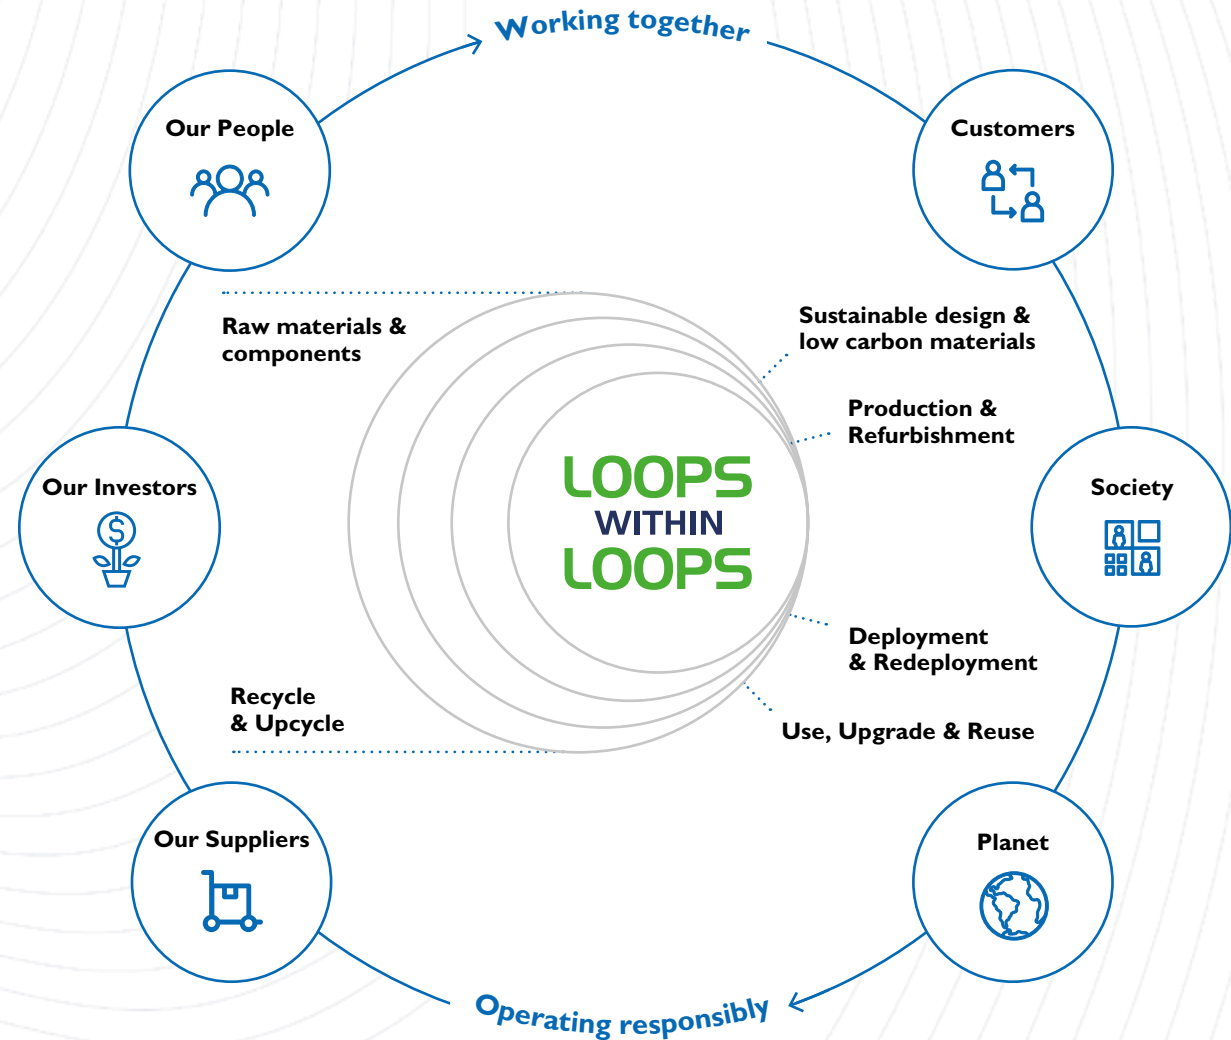 Working together
Our People
Customers
Raw materials &
components
Sustainable design &
low carbon materials
Production &
Refurbishment
Our Investors
LOOPS
WITHIN
LOOPS
Society
Deployment
& Redeployment
Recycle
& Upcycle
Use, Upgrade & Reuse
Our Suppliers
Planet
Operating responsibly